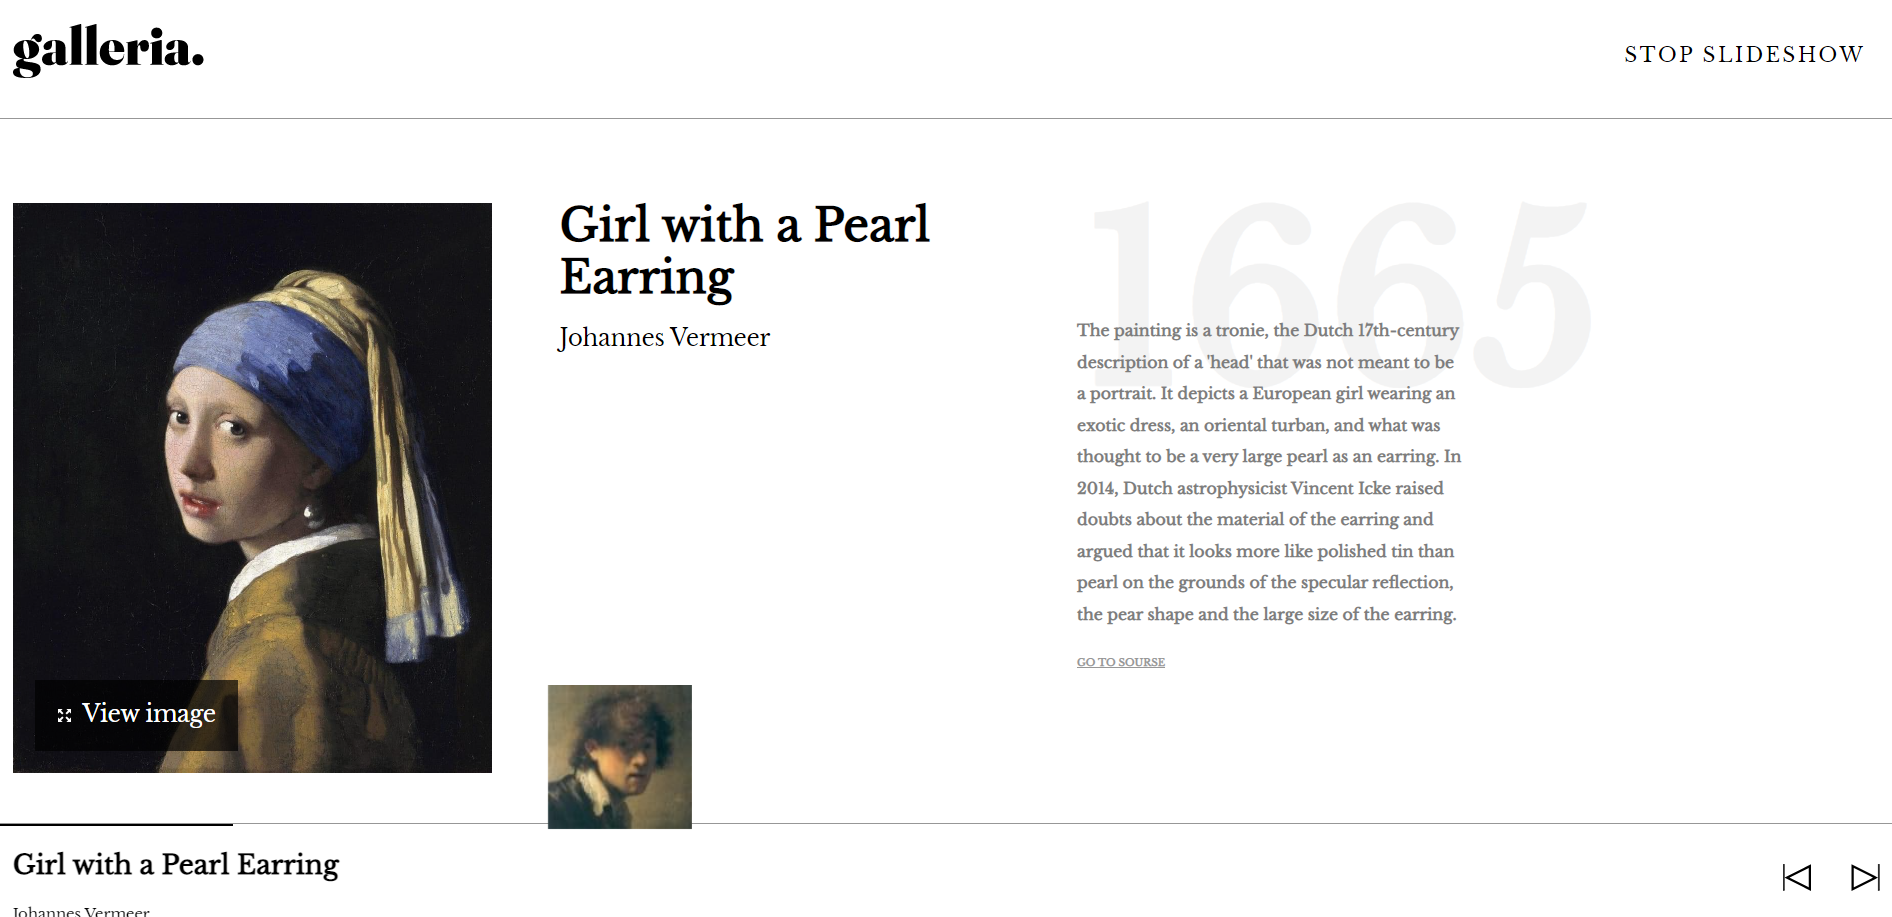 galleria.
STOP SLIDESHOW
Girl with a Pearl
Earring
Johannes Vermeer
1665
The painting is a tronie, the Dutch 17th-century
description of a 'head' that was not meant to be
a portrait. It depicts a European girl wearing an
exotic dress, an oriental turban, and what was
thought to be a very large pearl as an earring. In
2014, Dutch astrophysicist Vincent Icke raised
doubts about the material of the earring and
argued that it looks more like polished tin than
pearl on the grounds of the specular reflection,
the pear shape and the large size of the earring.
GO TO SOURSE
View image
Girl with a Pearl Earring
Johannes Vermeer